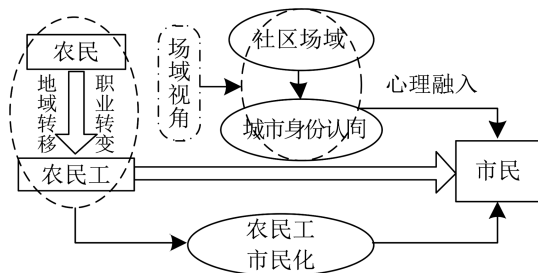 农民
地域转移
职业转变
农民工
场域视角
社区场域
城市身份认同
心理融入
市民
农民工
市民化